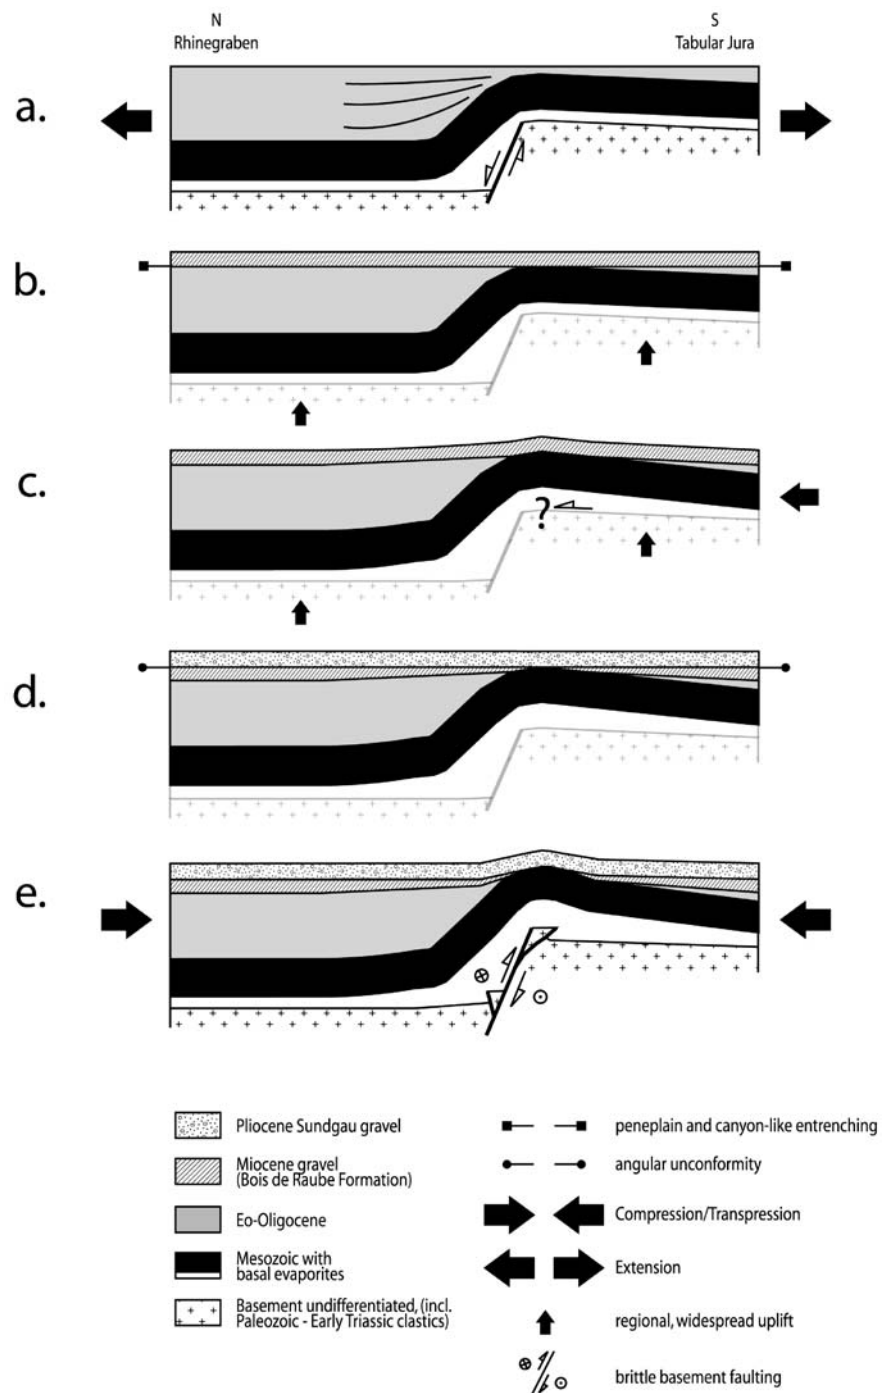 N
Rhinegraben
S
Tabular Jura
a.
b.
c.
?
d.
e.
Pliocene Sundgau gravel
Miocene gravel
(Bois de Raube Formation)
Eo-Oligocene
Mesozoic with
basal evaporites
Basement undifferentiated, (incl.
Paleozoic - Early Triassic clastics)
peneplain and canyon-like entrenching
angular unconformity
Compression/Transpression
Extension
regional, widespread uplift
brittle basement faulting